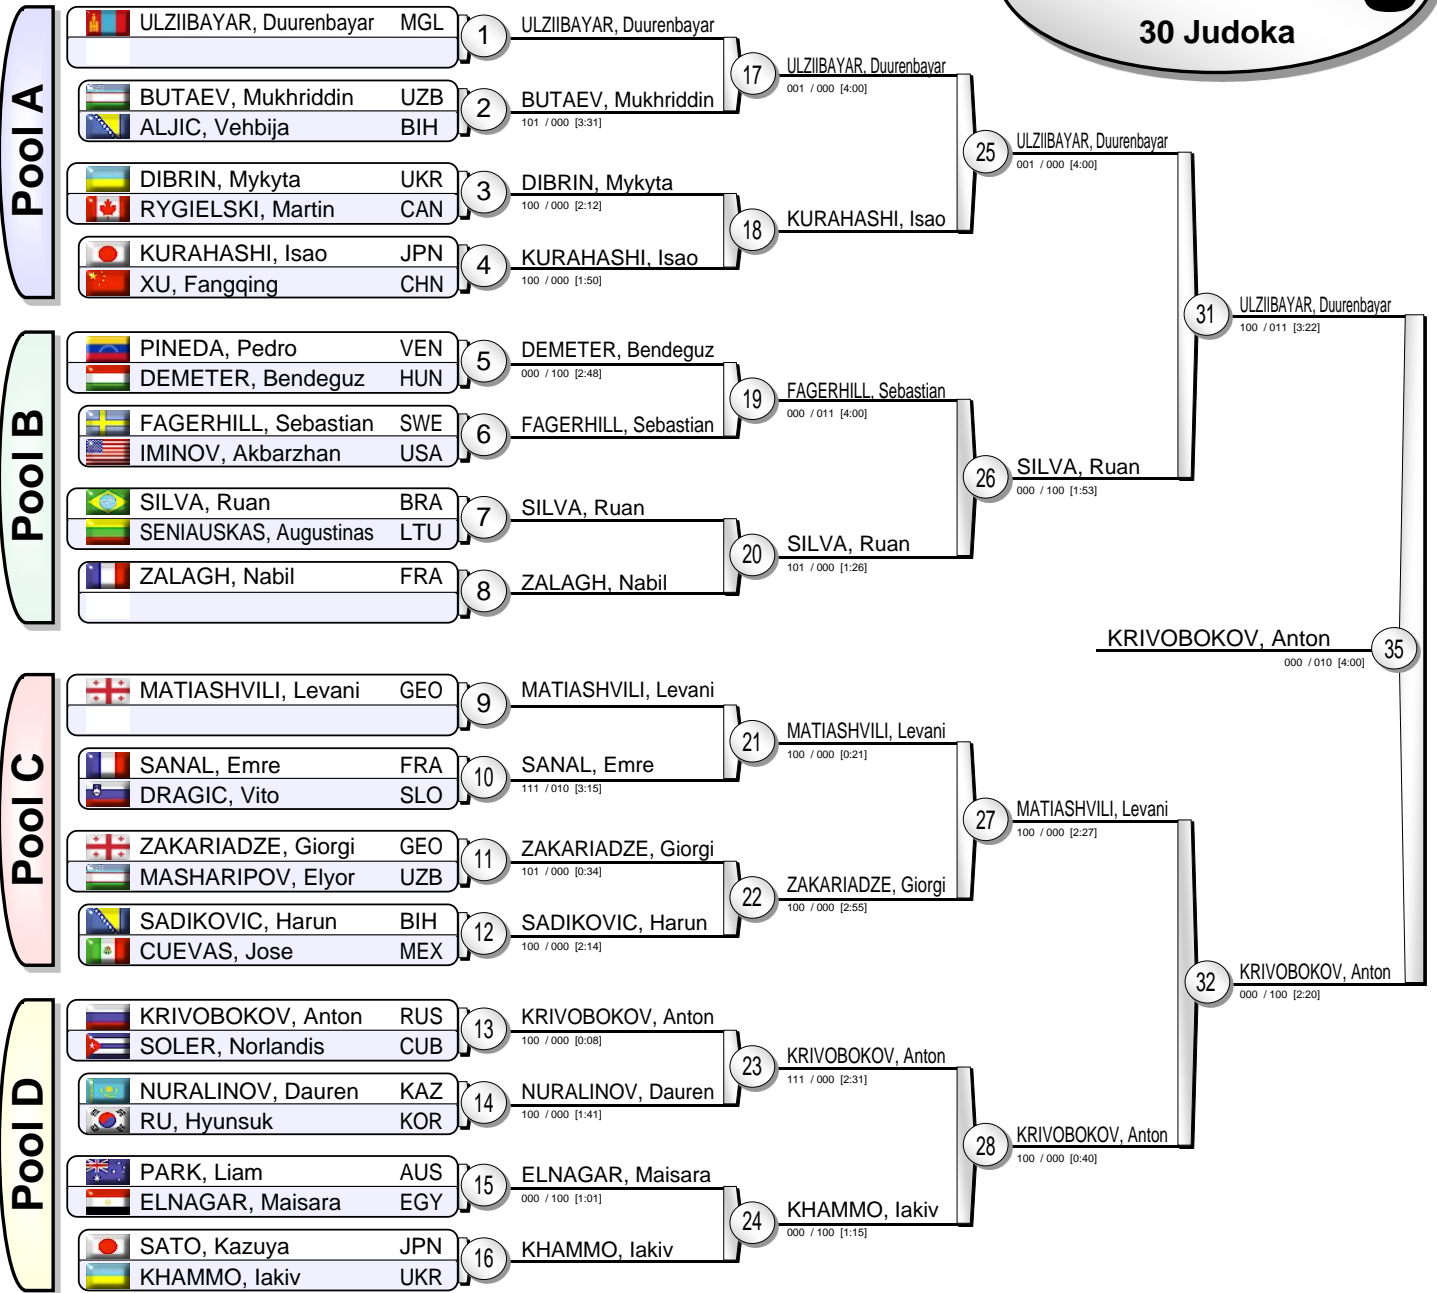 30 Judoka
Pool A
ULZIIBAYAR, Duurenbayar MGL
1
BUTAEV, Mukhriddin UZB
ALJIC, Vehbija BIH
2
DIBRIN, Mykyta UKR
RYGIELSKI, Martin CAN
3
KURAHASHI, Isao JPN
XU, Fangqing CHN
4
Pool B
PINEDA, Pedro VEN
DEMETER, Bendeguz HUN
5
FAGERHILL, Sebastian SWE
IMINOV, Akbarzhan USA
6
SILVA, Ruan BRA
SENIAUSKAS, Augustinas LTU
7
ZALAGH, Nabil FRA
8
Pool C
MATIASHVILI, Levani GEO
9
SANAL, Emre FRA
DRAGIC, Vito SLO
10
ZAKARIADZE, Giorgi GEO
MASHARIPOV, Elyor UZB
11
SADIKOVIC, Harun BIH
CUEVAS, Jose MEX
12
Pool D
KRIVOBOKOV, Anton RUS
SOLER, Norlandis CUB
13
NURALINOV, Dauren KAZ
RU, Hyunsuk KOR
14
PARK, Liam AUS
ELNAGAR, Maisara EGY
15
SATO, Kazuya JPN
KHAMMO, Iakiv UKR
16
ULZIIBAYAR, Duurenbayar
BUTAEV, Mukhriddin
101 / 000 [3:31]
17
DIBRIN, Mykyta
100 / 000 [2:12]
KURAHASHI, Isao
100 / 000 [1:50]
18
DEMETER, Bendeguz
000 / 100 [2:48]
FAGERHILL, Sebastian
19
SILVA, Ruan
ZALAGH, Nabil
20
MATIASHVILI, Levani
SANAL, Emre
111 / 010 [3:15]
21
ZAKARIADZE, Giorgi
101 / 000 [0:34]
SADIKOVIC, Harun
100 / 000 [2:14]
22
KRIVOBOKOV, Anton
100 / 000 [0:08]
NURALINOV, Dauren
100 / 000 [1:41]
23
ELNAGAR, Maisara
000 / 100 [1:01]
KHAMMO, Iakiv
24
ULZIIBAYAR, Duurenbayar
001 / 000 [4:00]
KURAHASHI, Isao
25
FAGERHILL, Sebastian
000 / 011 [4:00]
SILVA, Ruan
101 / 000 [1:26]
26
MATIASHVILI, Levani
100 / 000 [0:21]
ZAKARIADZE, Giorgi
100 / 000 [2:55]
27
KRIVOBOKOV, Anton
111 / 000 [2:31]
KHAMMO, Iakiv
000 / 100 [1:15]
28
ULZIIBAYAR, Duurenbayar
001 / 000 [4:00]
SILVA, Ruan
000 / 100 [1:53]
31
MATIASHVILI, Levani
100 / 000 [2:27]
KRIVOBOKOV, Anton
100 / 000 [0:40]
32
ULZIIBAYAR, Duurenbayar
100 / 011 [3:22]
KRIVOBOKOV, Anton
000 / 100 [2:20]
KRIVOBOKOV, Anton
000 / 010 [4:00]
35